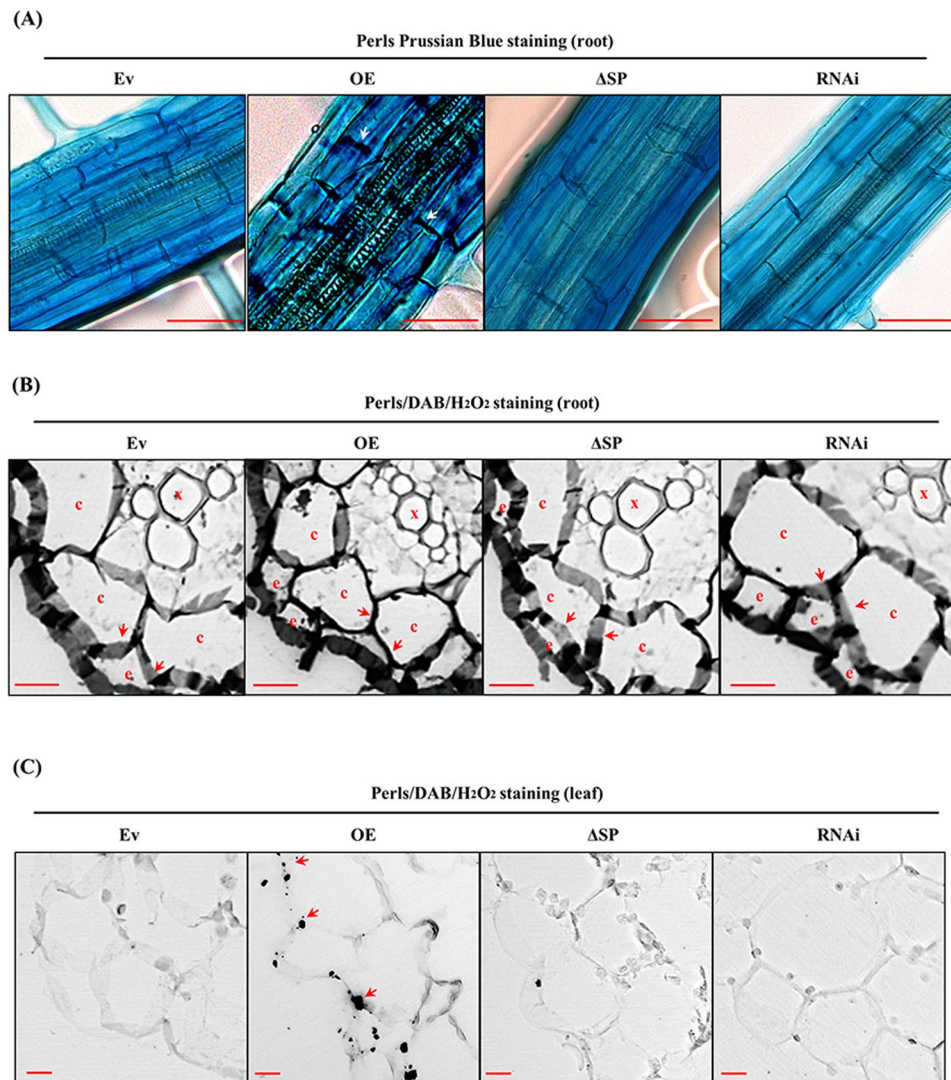 (A)
Perls Prussian Blue staining (root)
Ev OE ΔSP RNAi
(B)
Perls/DAB/H2O2 staining (root)
Ev OE ΔSP RNAi
c x c c e
c x e c e c
e c x c e c
c x e e c e
(C)
Perls/DAB/H2O2 staining (leaf)
Ev OE ΔSP RNAi